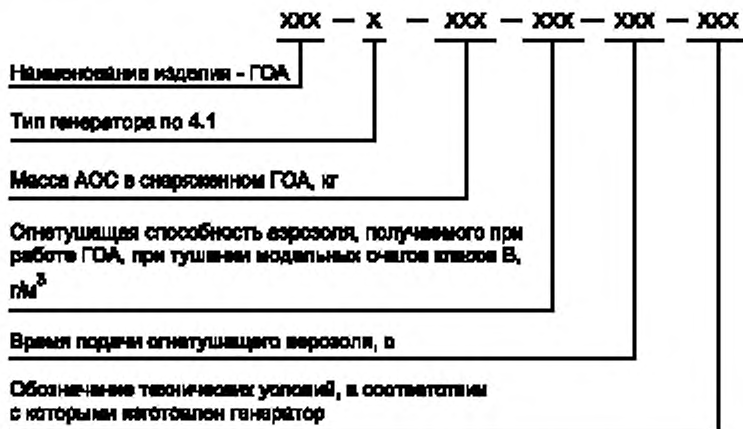 XXX — X — XXX — XXX — XXX — XXX
Наименование изделия - ГОА
Тип генератора по 4.1
Масса АОС в снаряженном ГОА, кг
Огнетушащая способность аэрозоля, получаемого при
работе ГОА, при тушении модельных очагов класса В,
г/м³
Время подачи огнетушащего аэрозоля, с
Обозначение технических условий, в соответствии
с которыми изготовлен генератор